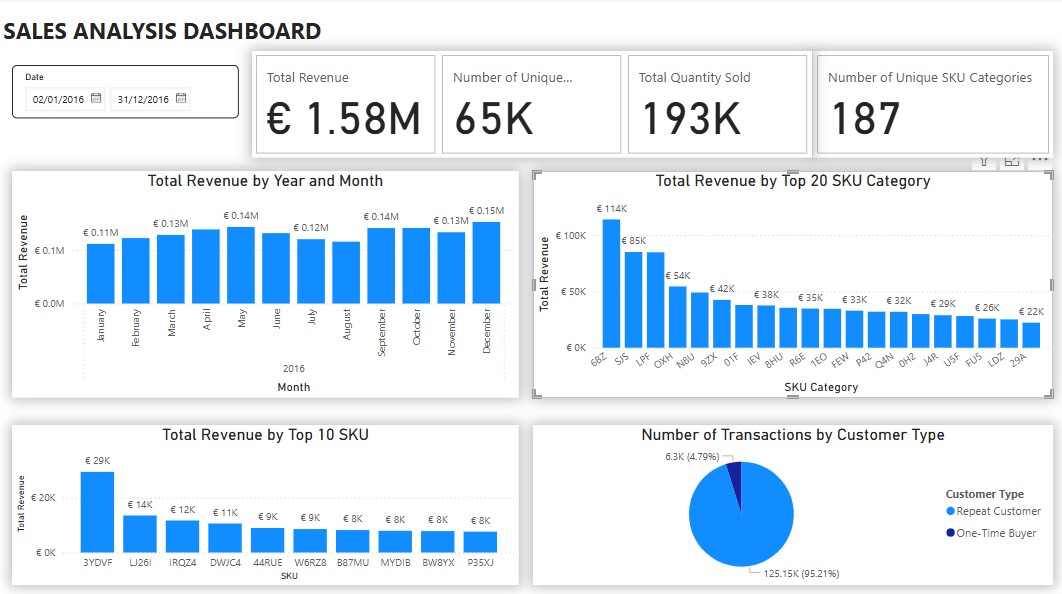 SALES ANALYSIS DASHBOARD
Date
02/01/2016 31/12/2016
Total Revenue
€ 1.58M
Number of Unique...
65K
Total Quantity Sold
193K
Number of Unique SKU Categories
187
Total Revenue by Year and Month
Total Revenue
€ 0.1M
€ 0.0M
€ 0.11M
€ 0.13M
€ 0.14M
€ 0.12M
€ 0.14M
€ 0.13M
€ 0.15M
January
February
March
April
May
June
July
August
September
October
November
December
2016
Month
Total Revenue by Top 20 SKU Category
Total Revenue
€ 100K
€ 50K
€ 0K
€ 114K
€ 85K
€ 54K
€ 42K
€ 38K
€ 35K
€ 33K
€ 32K
€ 29K
€ 26K
€ 22K
6BZ
SJS
LPF
OXH
N8U
9ZX
01F
IEV
BHU
R6E
1EO
FEW
P42
Q4N
0H2
J4R
U5F
FUS
LDZ
29A
SKU Category
Total Revenue by Top 10 SKU
Total Revenue
€ 20K
€ 0K
€ 29K
€ 14K
€ 12K
€ 11K
€ 9K
€ 9K
€ 8K
€ 8K
€ 8K
€ 8K
3YDVF
LJ26I
IRQZ4
DWJC4
44RUE
W6RZ8
B87MU
MYDIB
BW8YX
P35XJ
SKU
Number of Transactions by Customer Type
6.3K (4.79%)
125.15K (95.21%)
Customer Type
Repeat Customer
One-Time Buyer